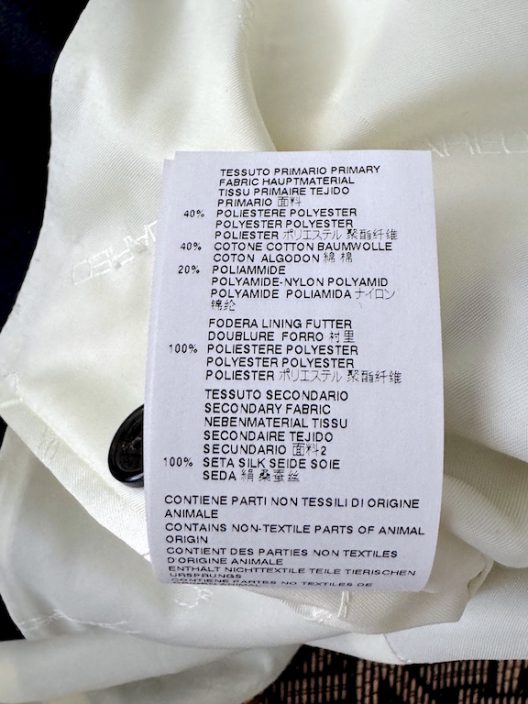 TESSUTO PRIMARIO PRIMARY
FABRIC HAUPTMATERIAL
TISSU PRIMAIRE TEJIDO
PRIMARIO 面料
40% POLIESTERE POLYESTER
POLYESTER POLYESTER
POLIESTER ポリエステル 聚酯纤维
40% COTONE COTTON BAUMWOLLE
COTON ALGODON 綿 棉
20% POLIAMMIDE
POLYAMIDE-NYLON POLYAMID
POLYAMIDE POLIAMIDA ナイロン
锦纶
FODERA LINING FUTTER
DOUBLURE FORRO 衬里
100% POLIESTERE POLYESTER
POLYESTER POLYESTER
POLIESTER ポリエステル 聚酯纤维
TESSUTO SECONDARIO
SECONDARY FABRIC
NEBENMATERIAL TISSU
SECONDAIRE TEJIDO
SECUNDARIO 面料2
100% SETA SILK SEIDE SOIE
SEDA 絹 桑蚕丝
CONTIENE PARTI NON TESSILI DI ORIGINE
ANIMALE
CONTAINS NON-TEXTILE PARTS OF ANIMAL
ORIGIN
CONTIENT DES PARTIES NON TEXTILES
D'ORIGINE ANIMALE
ENTHÄLT NICHTTEXTILE TEILE TIERISCHEN
URSPRUNGS
CONTIENE PARTES NO TEXTILES DE